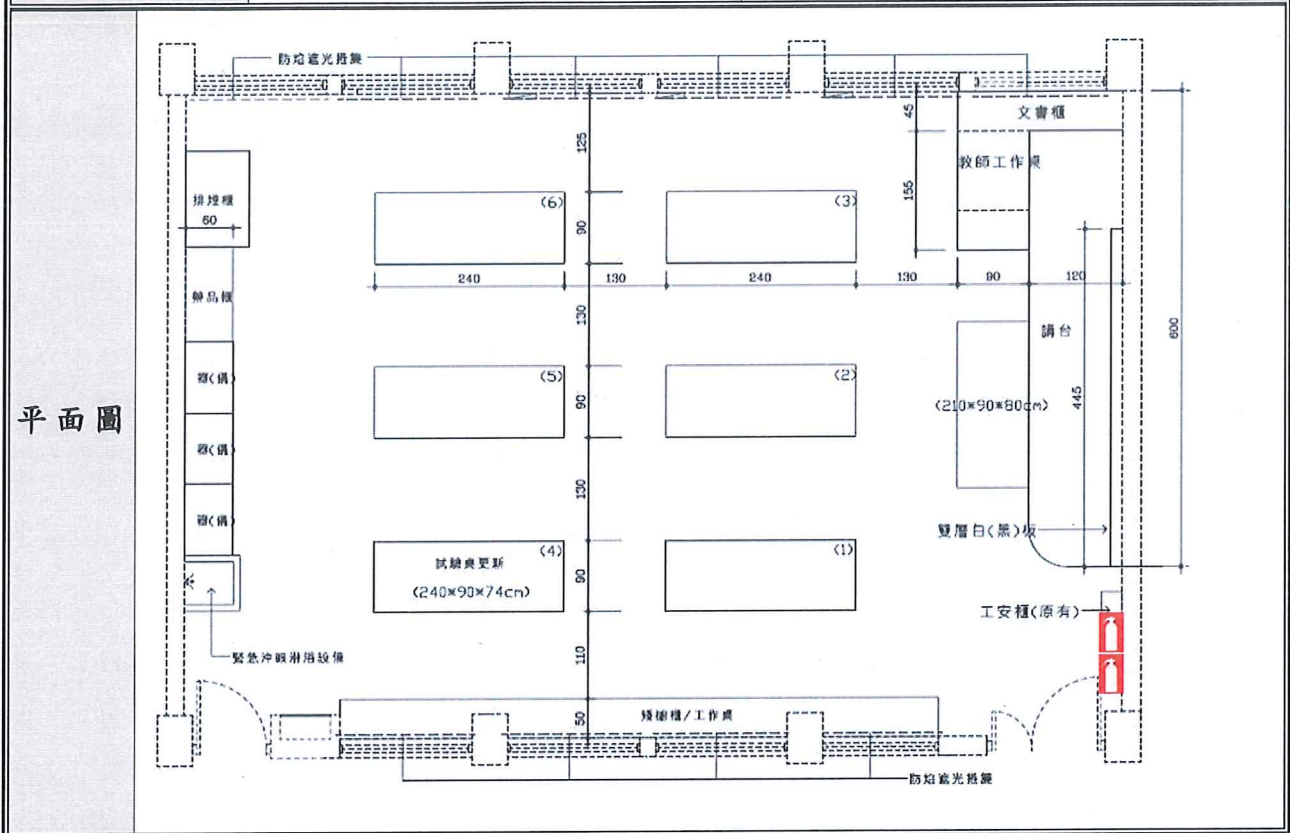 平面圖
防焰遮光捲簾
文書櫃
45
125
教師工作桌
155
排煙櫃
60
(6)
(3)
90
240
130
240
130
90
120
藥品櫃
130
講台
600
器(儀)
(5)
(2)
90
(210*90*80cm)
445
器(儀)
130
器(儀)
雙層白(黑)板
試驗桌更新
(4)
(1)
(240*90*74cm)
90
工安櫃(原有)
緊急沖眼淋浴設備
110
矮櫥櫃/工作桌
50
防焰遮光捲簾